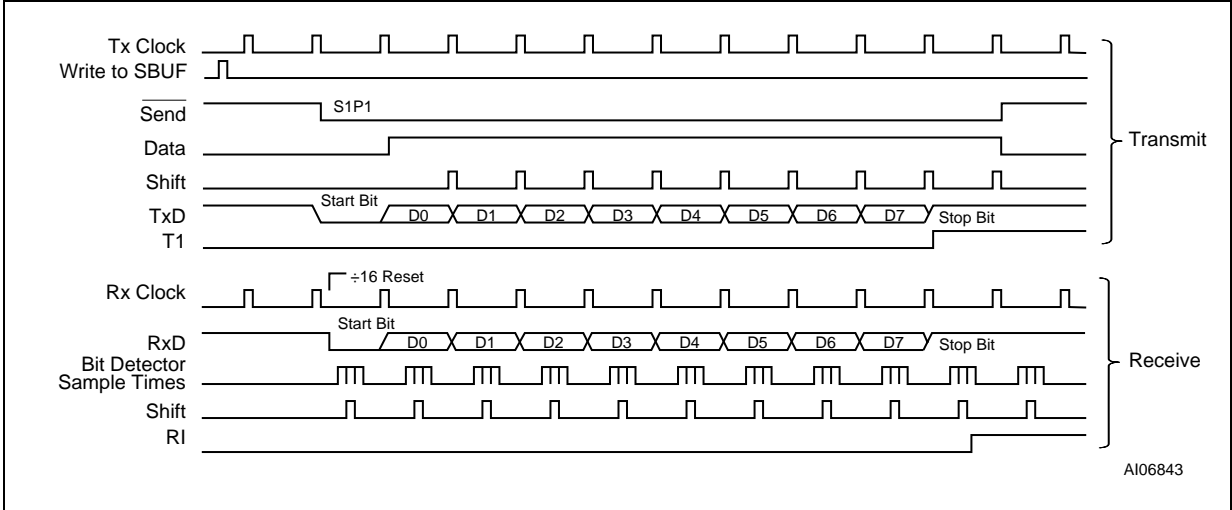 Tx Clock
Write to SBUF
Send
S1P1
Data
Shift
Start Bit
TxD
D0 D1 D2 D3 D4 D5 D6 D7
Stop Bit
T1
Transmit
÷16 Reset
Rx Clock
Start Bit
RxD
D0 D1 D2 D3 D4 D5 D6 D7
Stop Bit
Bit Detector
Sample Times
Shift
RI
Receive
AI06843